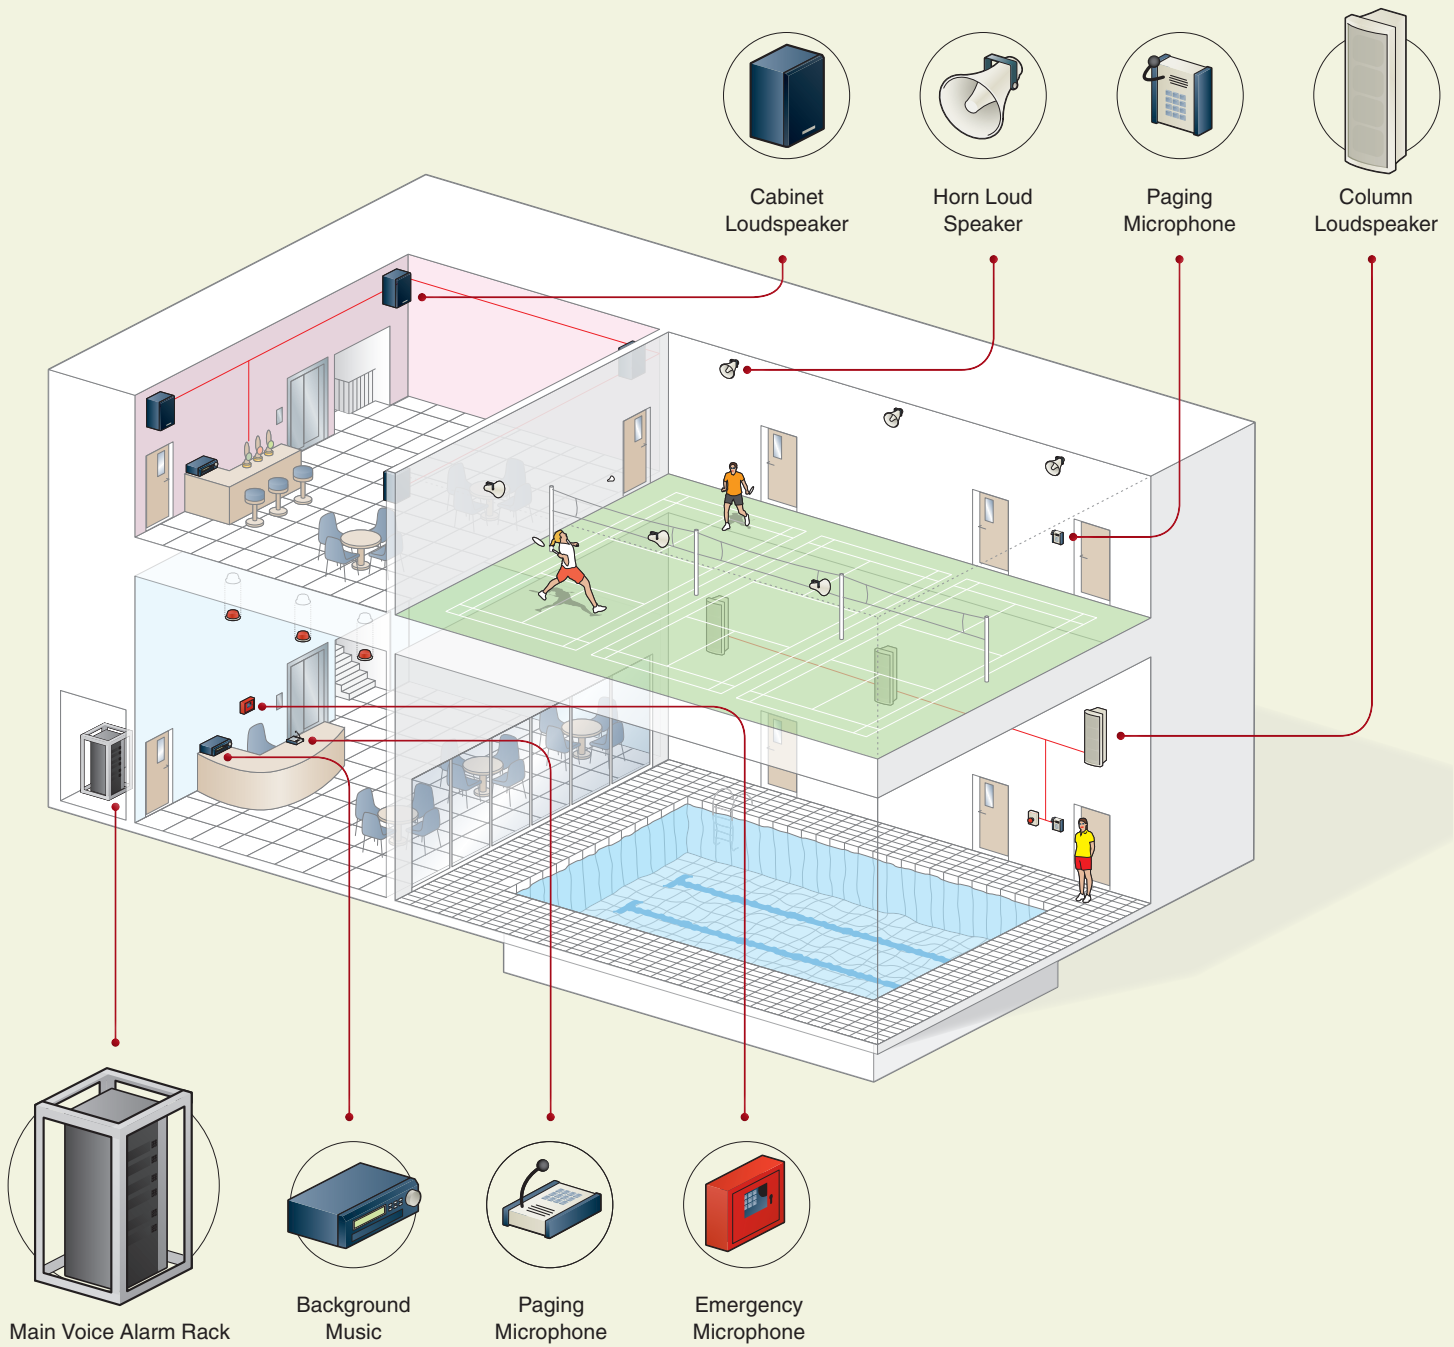 Cabinet
Loudspeaker
Horn Loud
Speaker
Paging
Microphone
Column
Loudspeaker
Main Voice Alarm Rack
Background
Music
Paging
Microphone
Emergency
Microphone